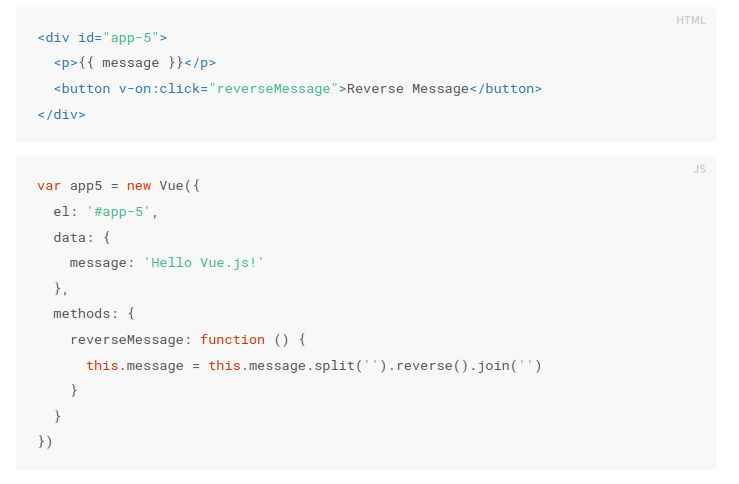 HTML
<div id="app-5">
  <p>{{ message }}</p>
  <button v-on:click="reverseMessage">Reverse Message</button>
</div>
JS
var app5 = new Vue({
  el: '#app-5',
  data: {
    message: 'Hello Vue.js!'
  },
  methods: {
    reverseMessage: function () {
      this.message = this.message.split('').reverse().join('')
    }
  }
})